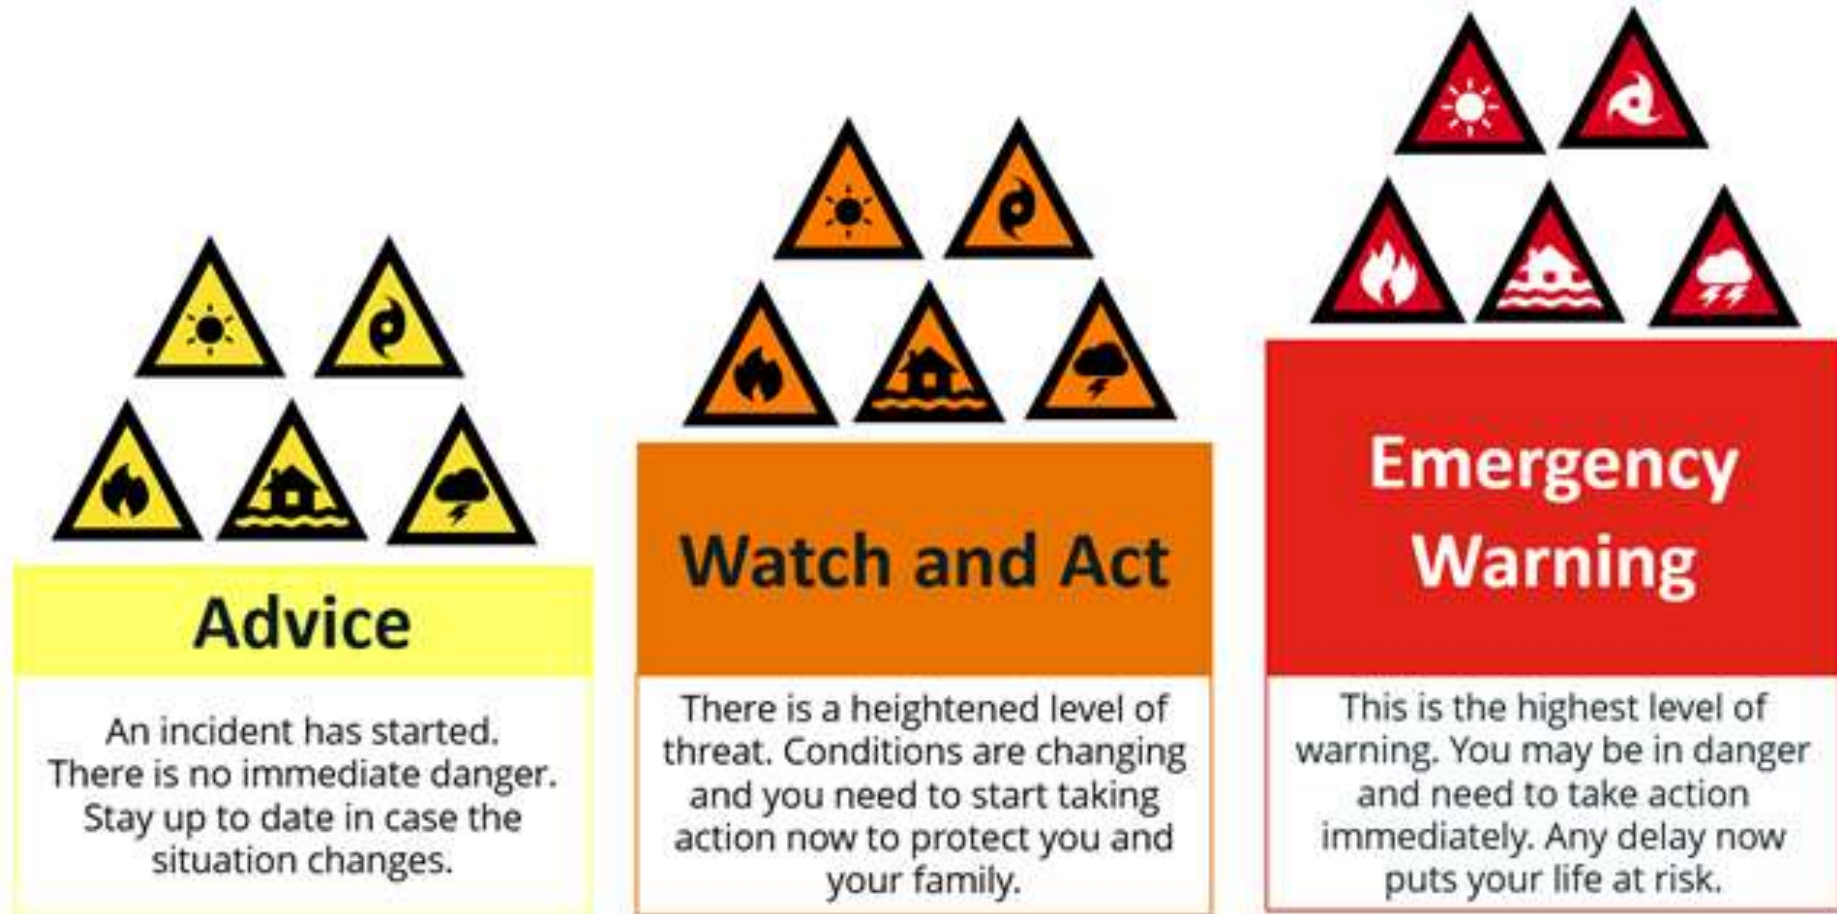 Advice
An incident has started.
There is no immediate danger.
Stay up to date in case the
situation changes.
Watch and Act
There is a heightened level of
threat. Conditions are changing
and you need to start taking
action now to protect you and
your family.
Emergency
Warning
This is the highest level of
warning. You may be in danger
and need to take action
immediately. Any delay now
puts your life at risk.